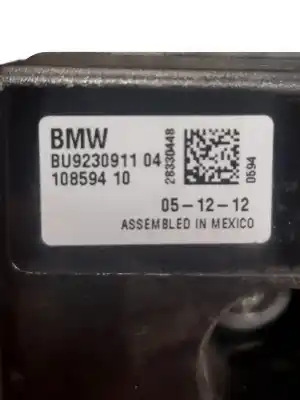 BMW
BU9230911 04
108594 10
28330448
0594
05-12-12
ASSEMBLED IN MEXICO